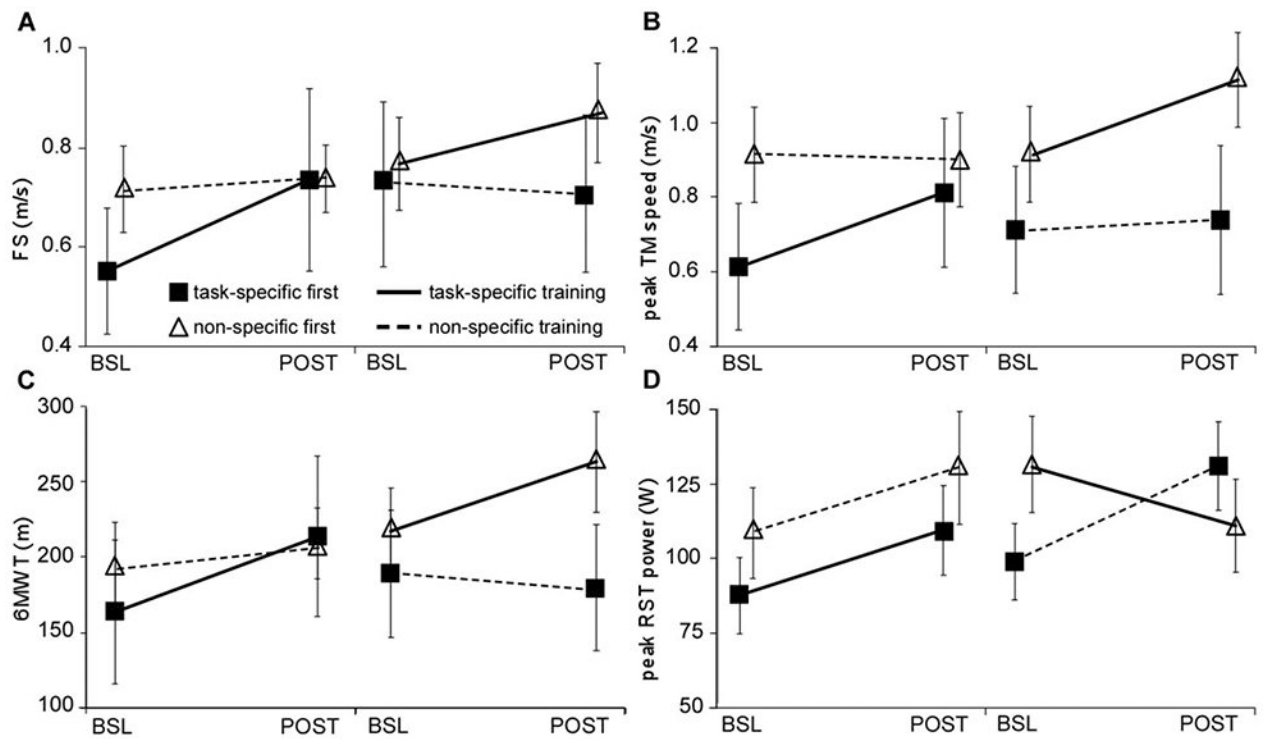 A
FS (m/s)
1.0
0.8
0.6
0.4
task-specific first
task-specific training
non-specific first
non-specific training
BSL POST BSL POST
B
peak TM speed (m/s)
1.2
1.0
0.8
0.6
0.4
BSL POST BSL POST
C
6MWT (m)
300
250
200
150
100
BSL POST BSL POST
D
peak RST power (W)
150
125
100
75
50
BSL POST BSL POST